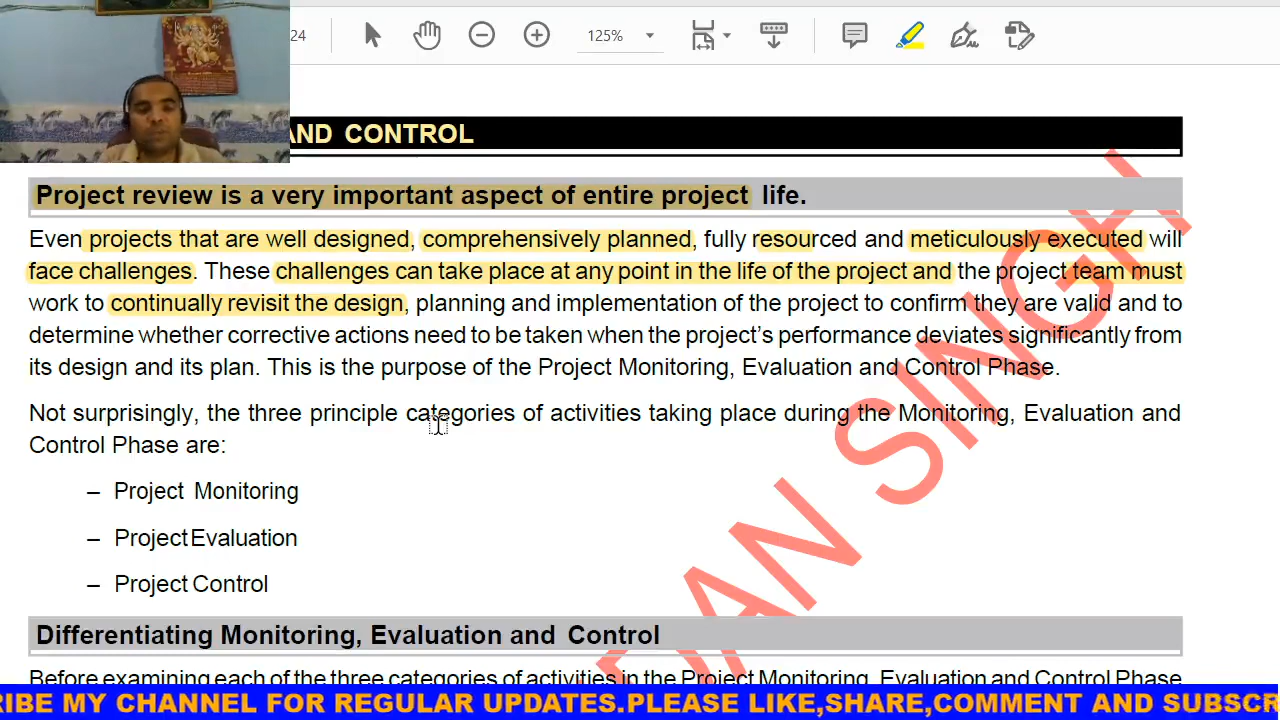 24
125%
AND CONTROL
Project review is a very important aspect of entire project life.
Even projects that are well designed, comprehensively planned, fully resourced and meticulously executed will
face challenges. These challenges can take place at any point in the life of the project and the project team must
work to continually revisit the design, planning and implementation of the project to confirm they are valid and to
determine whether corrective actions need to be taken when the project's performance deviates significantly from
its design and its plan. This is the purpose of the Project Monitoring, Evaluation and Control Phase.
Not surprisingly, the three principle categories of activities taking place during the Monitoring, Evaluation and
Control Phase are:
– Project Monitoring
– Project Evaluation
– Project Control
DAN SINGH
Differentiating Monitoring, Evaluation and Control
Before examining each of the three categories of activities in the Project Monitoring, Evaluation and Control Phase
RIBE MY CHANNEL FOR REGULAR UPDATES.PLEASE LIKE,SHARE,COMMENT AND SUBSCR